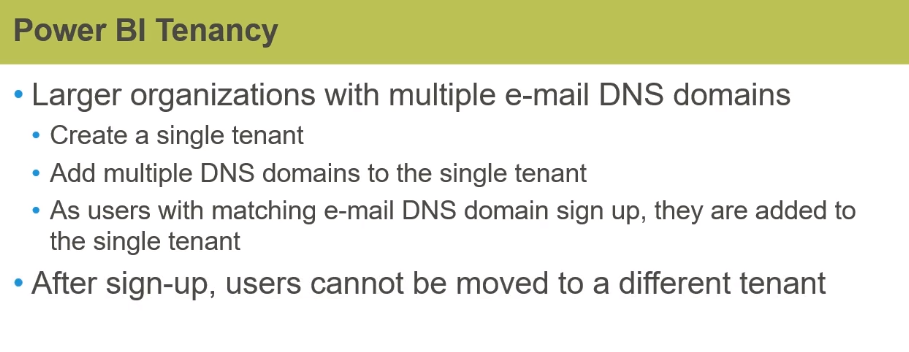 Power BI Tenancy
• Larger organizations with multiple e-mail DNS domains
• Create a single tenant
• Add multiple DNS domains to the single tenant
• As users with matching e-mail DNS domain sign up, they are added to
the single tenant
• After sign-up, users cannot be moved to a different tenant